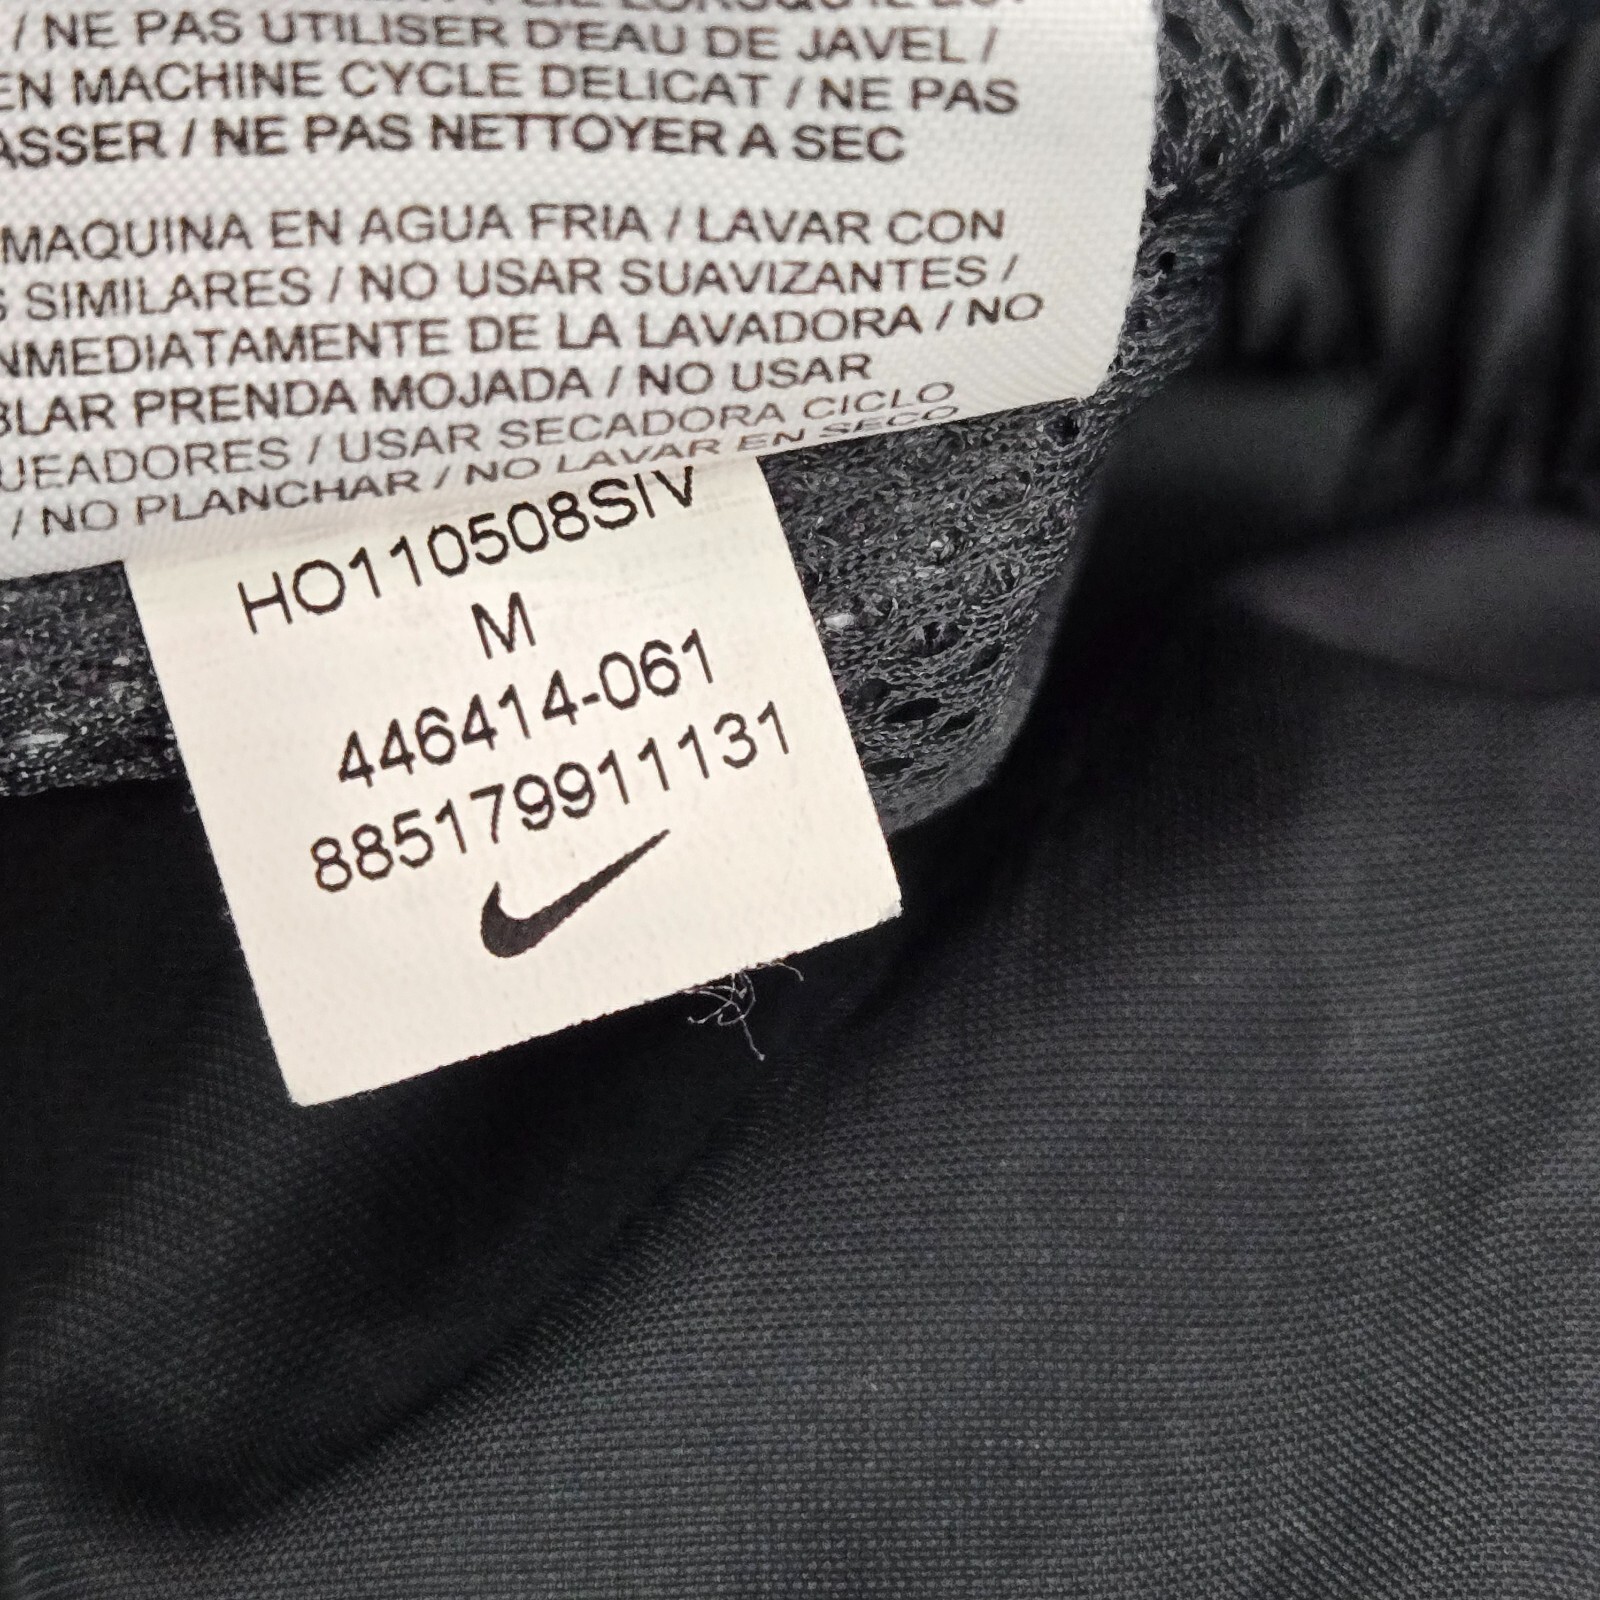 / NE PAS UTILISER D'EAU DE JAVEL /
EN MACHINE CYCLE DELICAT / NE PAS
ASSER / NE PAS NETTOYER A SEC
MAQUINA EN AGUA FRIA / LAVAR CON
S SIMILARES / NO USAR SUAVIZANTES /
NMEDIATAMENTE DE LA LAVADORA / NO
BLAR PRENDA MOJADA / NO USAR
UEADORES / USAR SECADORA CICLO
/ NO PLANCHAR / NO LAVAR EN SECO
HO110508SIV
M
446414-061
885179911131